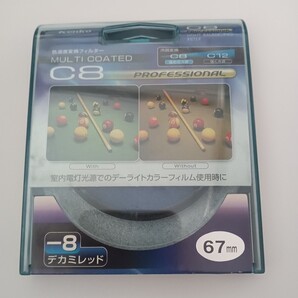 色温度変換フィルター
MULTI COATED
C8
PROFESSIONAL
With
Without
室内電灯光源でのデーライトカラーフィルム使用時に
−8
デカミレッド
67mm